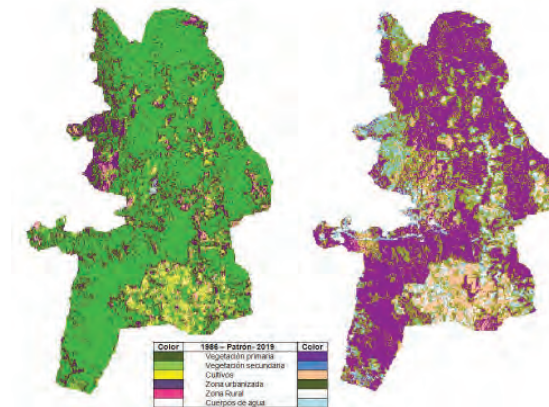 Color 1986 – Patrón- 2019 Color
Vegetación primaria
Vegetación secundaria
Cultivos
Zona urbanizada
Zona Rural
Cuerpos de agua